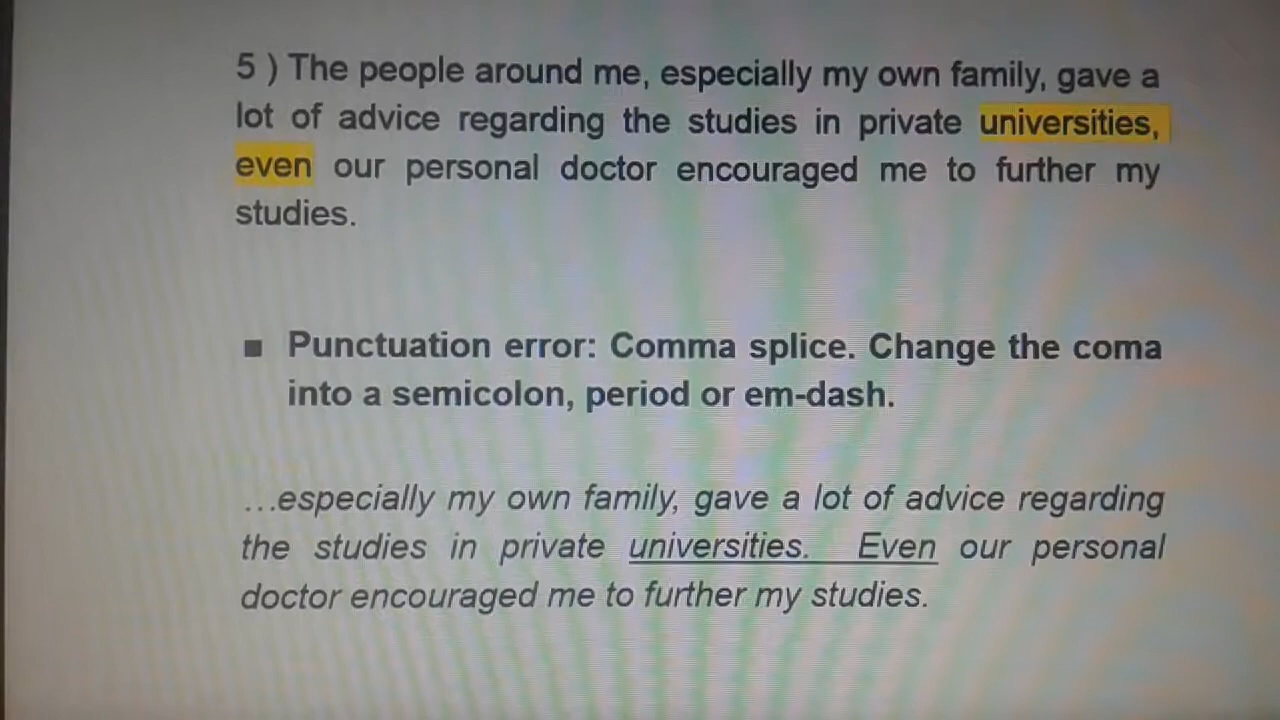 5 ) The people around me, especially my own family, gave a
lot of advice regarding the studies in private universities,
even our personal doctor encouraged me to further my
studies.
▪ Punctuation error: Comma splice. Change the coma
into a semicolon, period or em-dash.
…especially my own family, gave a lot of advice regarding
the studies in private universities. Even our personal
doctor encouraged me to further my studies.